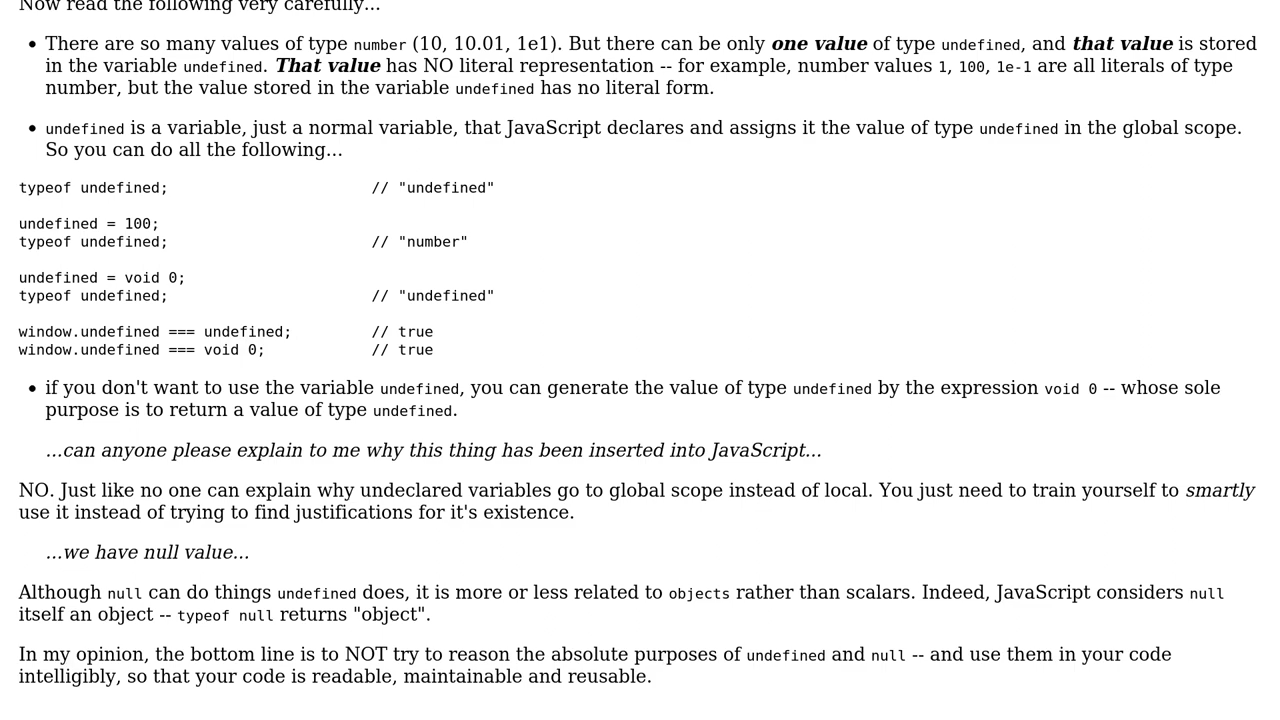 Now read the following very carefully...
• There are so many values of type number (10, 10.01, 1e1). But there can be only one value of type undefined, and that value is stored
in the variable undefined. That value has NO literal representation -- for example, number values 1, 100, 1e-1 are all literals of type
number, but the value stored in the variable undefined has no literal form.
• undefined is a variable, just a normal variable, that JavaScript declares and assigns it the value of type undefined in the global scope.
So you can do all the following...
typeof undefined;                       // "undefined"
undefined = 100;
typeof undefined;                       // "number"
undefined = void 0;
typeof undefined;                       // "undefined"
window.undefined === undefined;         // true
window.undefined === void 0;            // true
• if you don't want to use the variable undefined, you can generate the value of type undefined by the expression void 0 -- whose sole
purpose is to return a value of type undefined.
...can anyone please explain to me why this thing has been inserted into JavaScript...
NO. Just like no one can explain why undeclared variables go to global scope instead of local. You just need to train yourself to smartly
use it instead of trying to find justifications for it's existence.
...we have null value...
Although null can do things undefined does, it is more or less related to objects rather than scalars. Indeed, JavaScript considers null
itself an object -- typeof null returns "object".
In my opinion, the bottom line is to NOT try to reason the absolute purposes of undefined and null -- and use them in your code
intelligibly, so that your code is readable, maintainable and reusable.